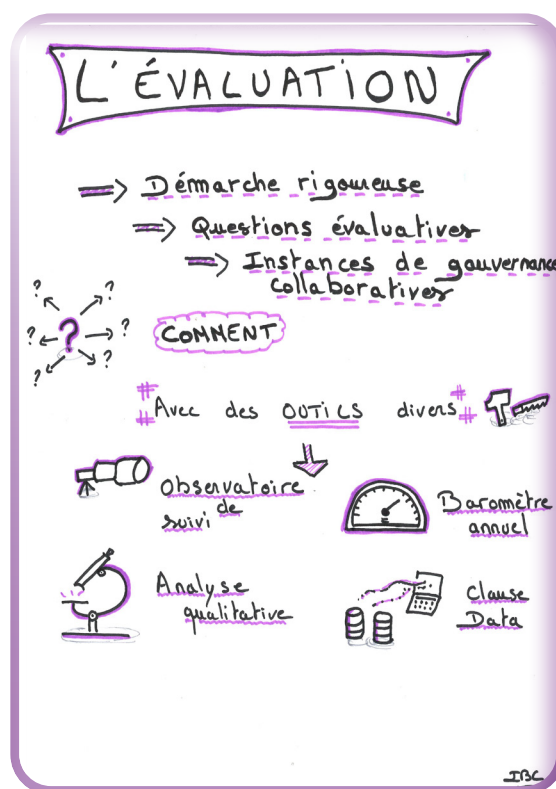 L'ÉVALUATION
=> Démarche rigoureuse
=> Questions évaluatives
=> Instances de gouvernance
collaboratives
? ? ? ? ? ? ?
COMMENT
# Avec des OUTILS divers #
Observatoire
de
suivi
Baromètre
annuel
Analyse
qualitative
Clause
Data
IBC